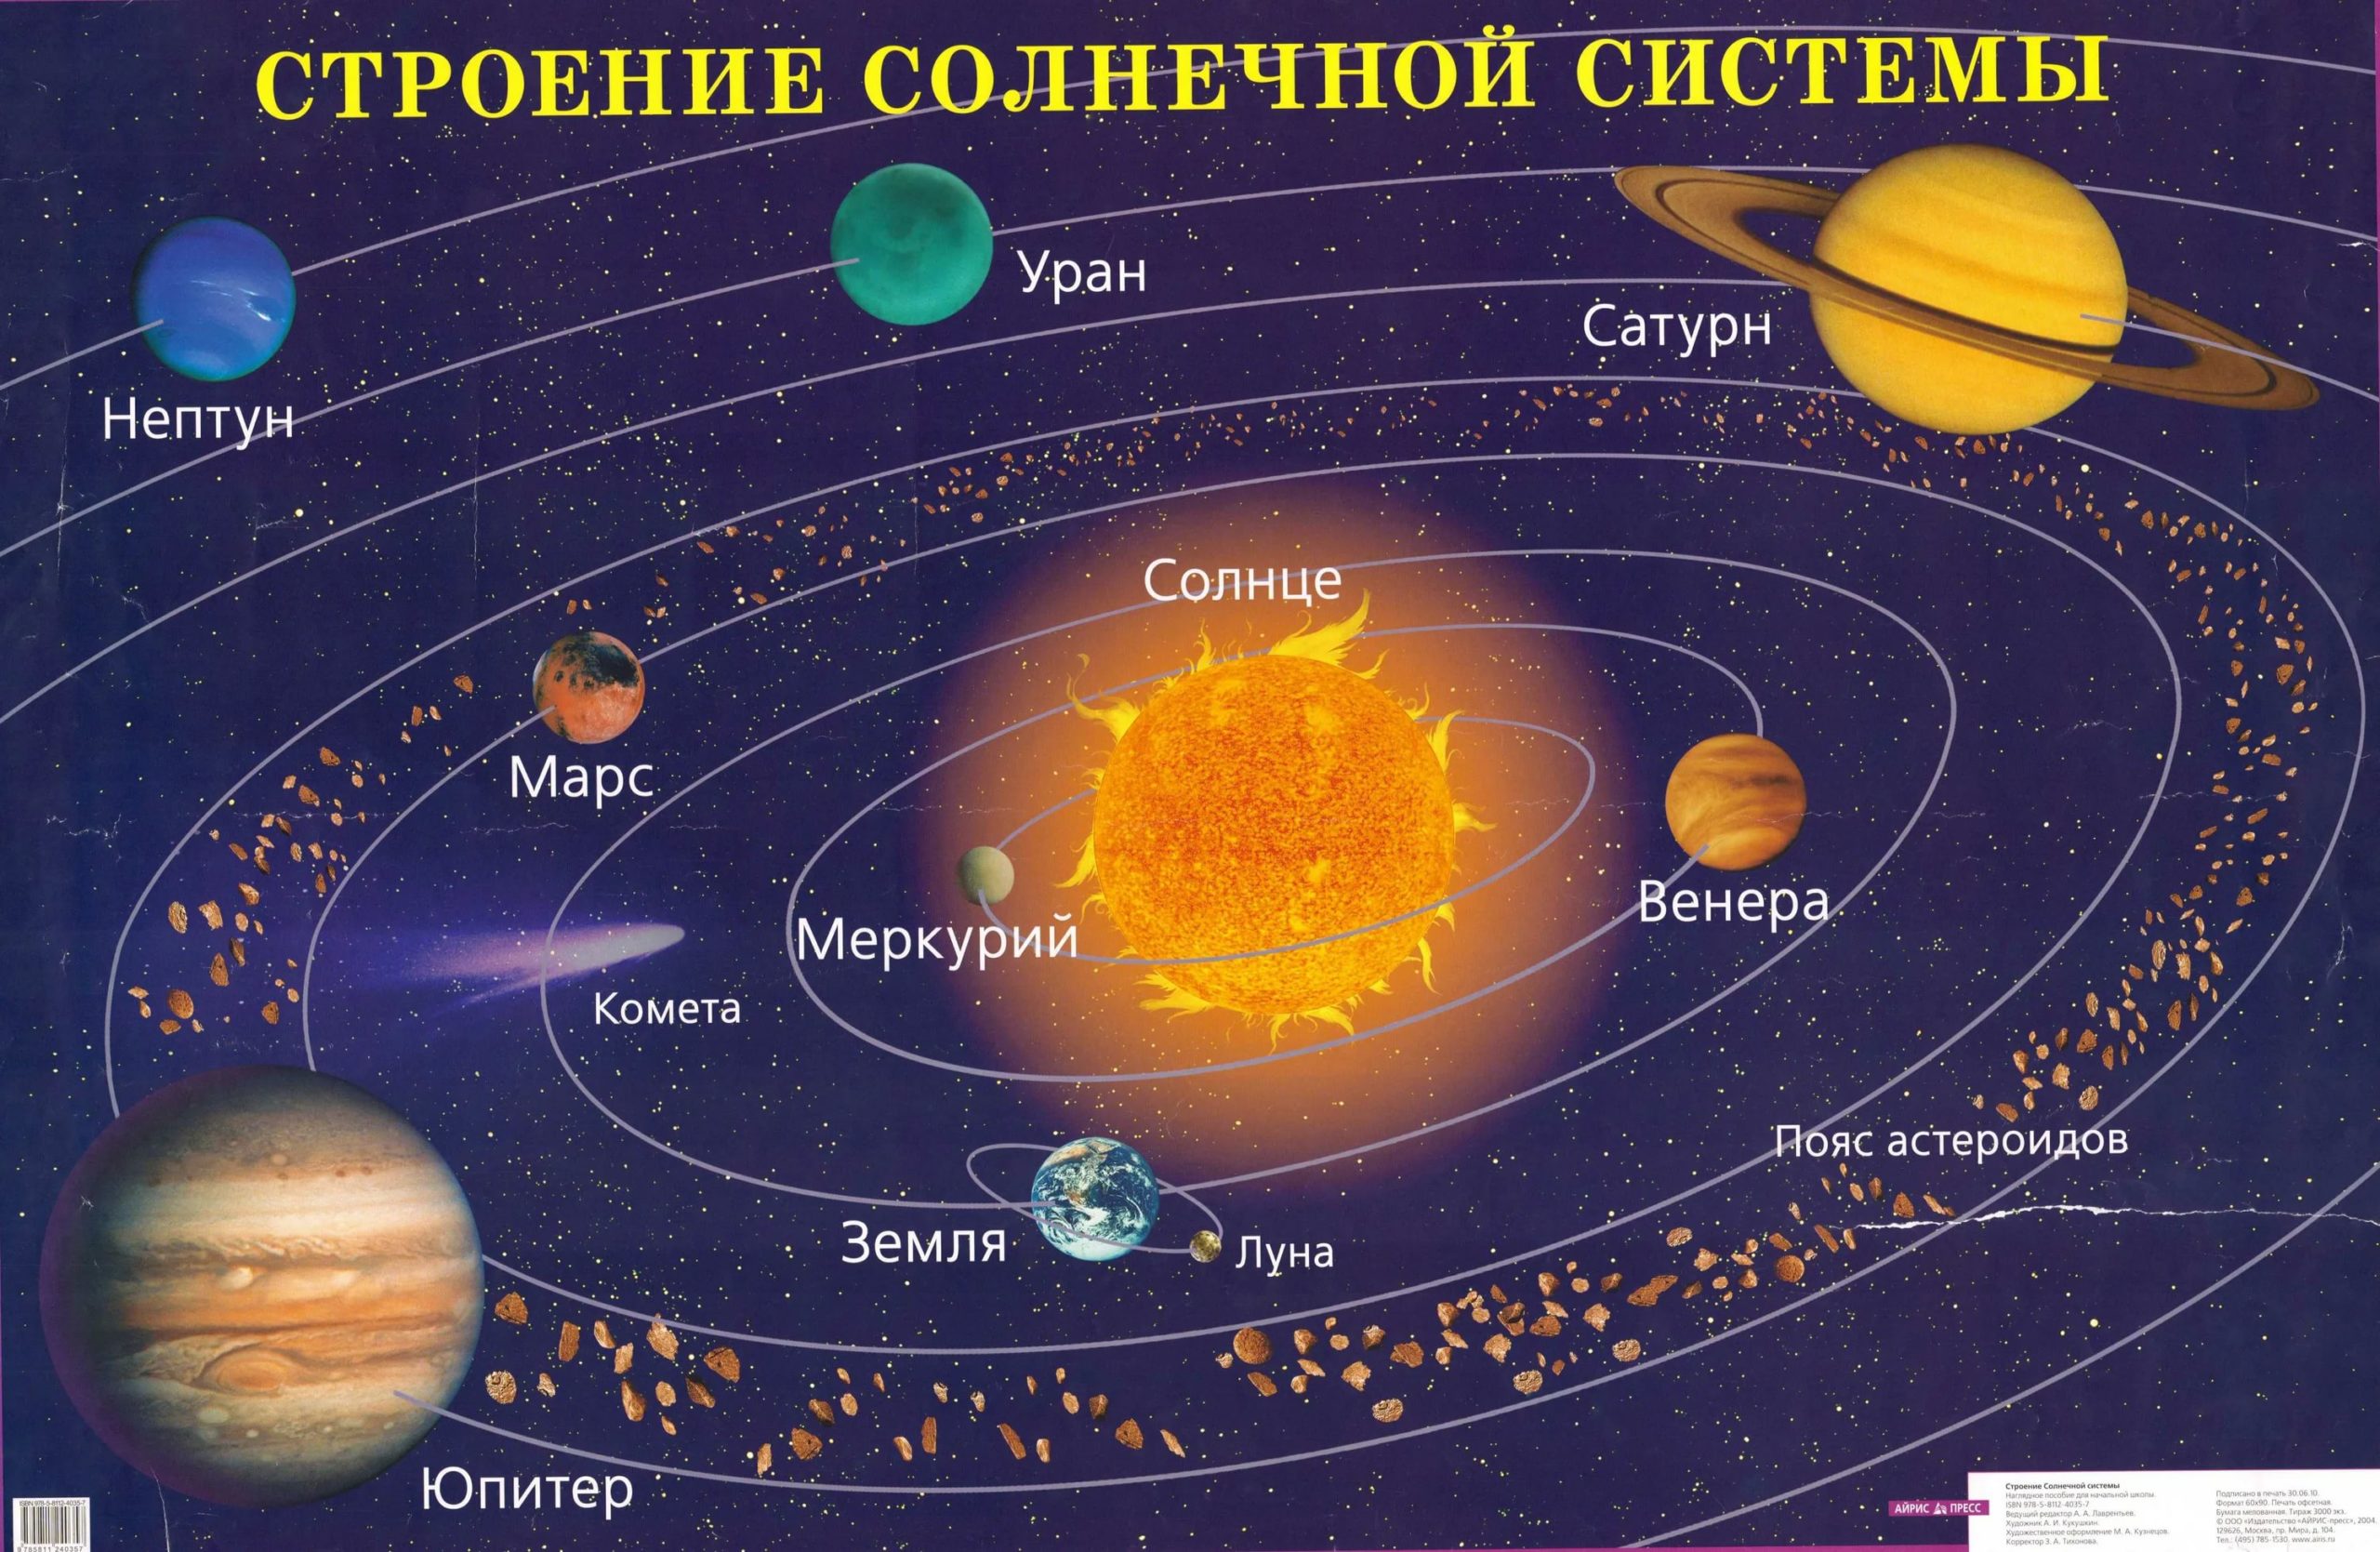 СТРОЕНИЕ СОЛНЕЧНОЙ СИСТЕМЫ
Уран
Сатурн
Нептун
Солнце
Марс
Венера
Меркурий
Комета
Пояс астероидов
Земля
Луна
Юпитер
ISBN 978-5-8112-4035-7
9 785811 240357
АЙРИС ПРЕСС
Строение Солнечной системы
Наглядное пособие для начальной школы
ISBN 978-5-8112-4035-7
Ведущий редактор А. А. Лаврентьев.
Художник А. И. Кукушкин
Художественное оформление М. А. Кузнецов.
Корректор З. А. Тихонова.
Подписано в печать 30.06.10.
Формат 60х90. Печать офсетная.
Бумага мелованная. Тираж 3000 экз.
© ООО «Издательство «АЙРИС-пресс», 2004.
129626, Москва, пр. Мира, д. 104.
Тел.: (495) 785-1530. www.airis.ru